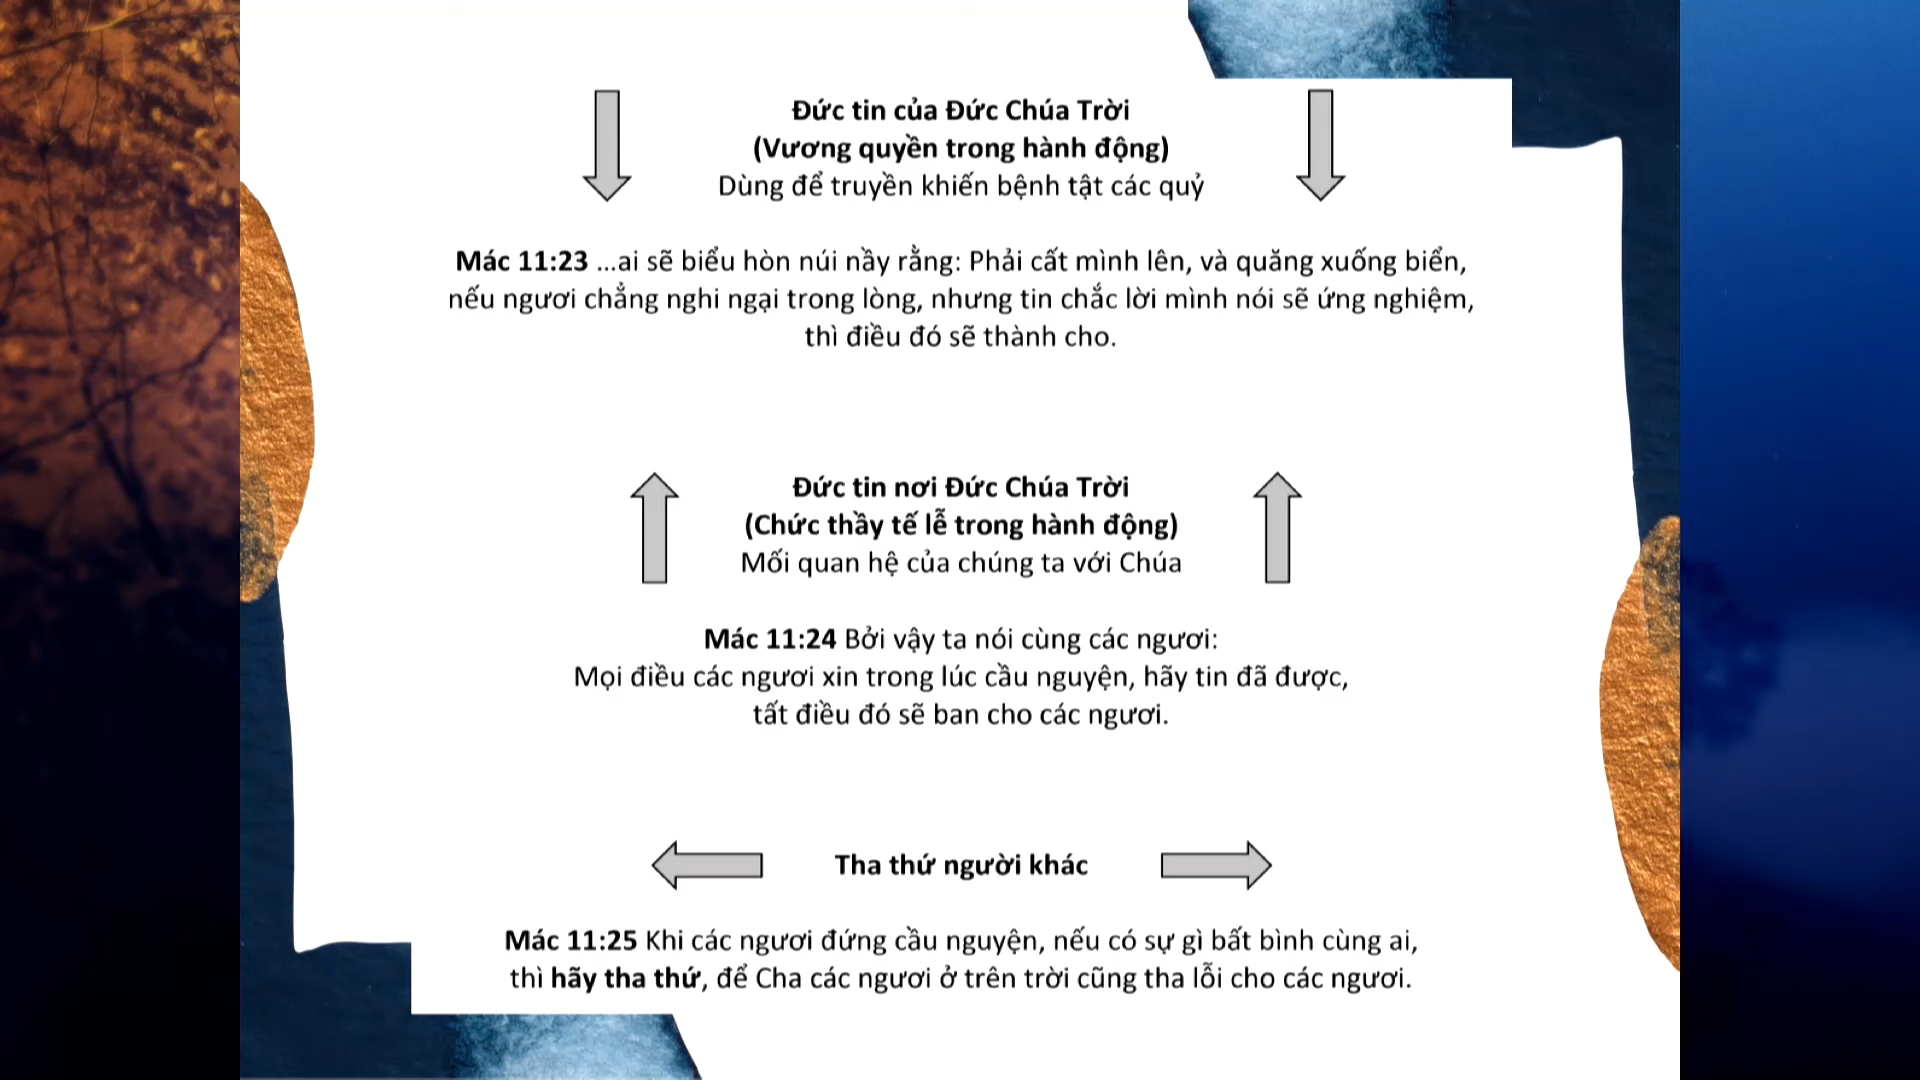 Đức tin của Đức Chúa Trời
(Vương quyền trong hành động)
Dùng để truyền khiến bệnh tật các quỷ
Mác 11:23 ...ai sẽ biểu hòn núi nầy rằng: Phải cất mình lên, và quăng xuống biển,
nếu ngươi chẳng nghi ngại trong lòng, nhưng tin chắc lời mình nói sẽ ứng nghiệm,
thì điều đó sẽ thành cho.
Đức tin nơi Đức Chúa Trời
(Chức thầy tế lễ trong hành động)
Mối quan hệ của chúng ta với Chúa
Mác 11:24 Bởi vậy ta nói cùng các ngươi:
Mọi điều các ngươi xin trong lúc cầu nguyện, hãy tin đã được,
tất điều đó sẽ ban cho các ngươi.
Tha thứ người khác
Mác 11:25 Khi các ngươi đứng cầu nguyện, nếu có sự gì bất bình cùng ai,
thì hãy tha thứ, để Cha các ngươi ở trên trời cũng tha lỗi cho các ngươi.